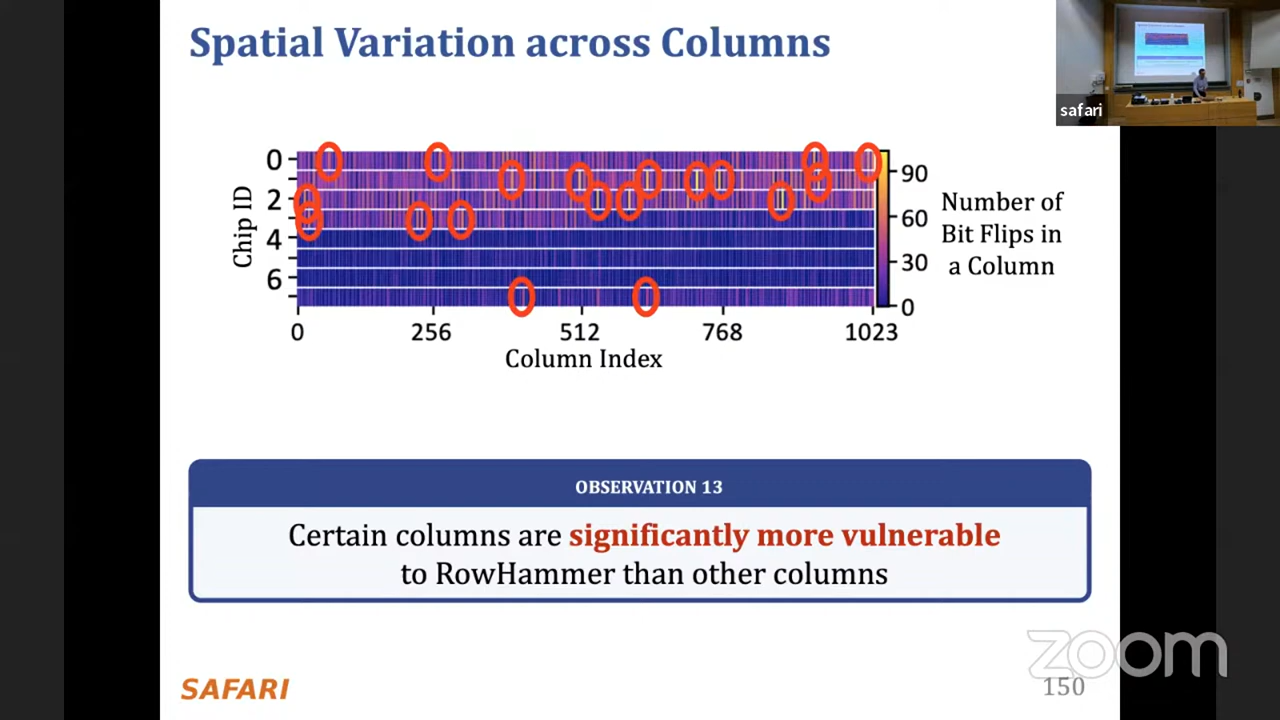 Spatial Variation across Columns
safari
0
2
4
6
Chip ID
0
256
512
768
1023
Column Index
90
60
30
0
Number of
Bit Flips in
a Column
OBSERVATION 13
Certain columns are significantly more vulnerable
to RowHammer than other columns
SAFARI
zoom
150